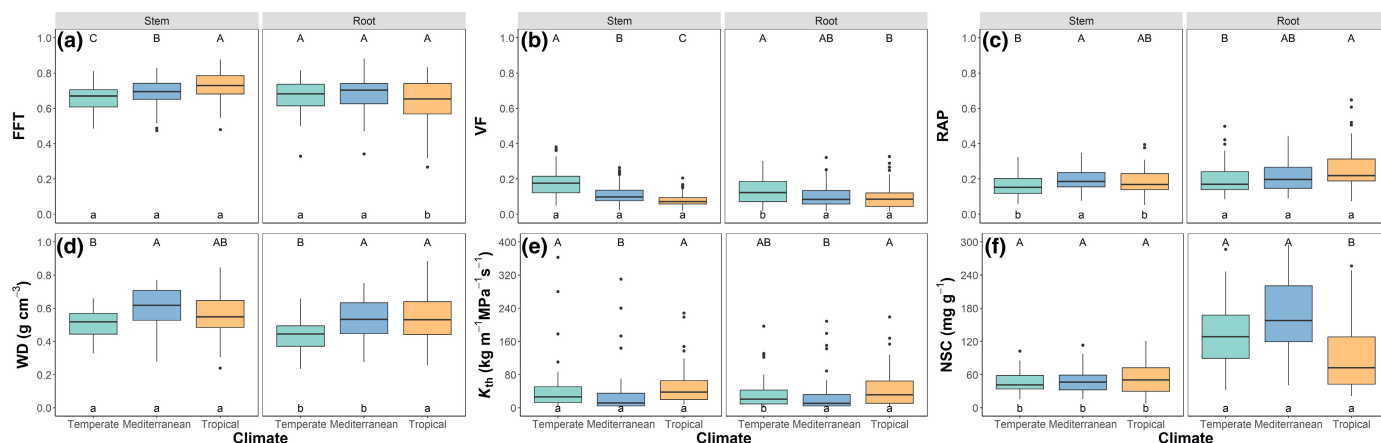 Stem Root
(a) C B A A A A
FFT
1.0
0.8
0.6
0.4
0.2
0.0
a a a a a b
Stem Root
(b) A B C A AB B
VF
1.0
0.8
0.6
0.4
0.2
0.0
a a a b a a
Stem Root
(c) B A AB B AB A
RAP
1.0
0.8
0.6
0.4
0.2
0.0
b a b a a a
(d) B A AB B A A
WD (g cm−3)
1.0
0.8
0.6
0.4
0.2
0.0
a a a b b a
Temperate Mediterranean Tropical Temperate Mediterranean Tropical
Climate
(e) A B A AB B A
Kth (kg m−1MPa−1s−1)
400
320
240
160
80
0
a a a b a a
Temperate Mediterranean Tropical Temperate Mediterranean Tropical
Climate
(f) A A A A A B
NSC (mg g−1)
300
240
180
120
60
0
b b b a a a
Temperate Mediterranean Tropical Temperate Mediterranean Tropical
Climate